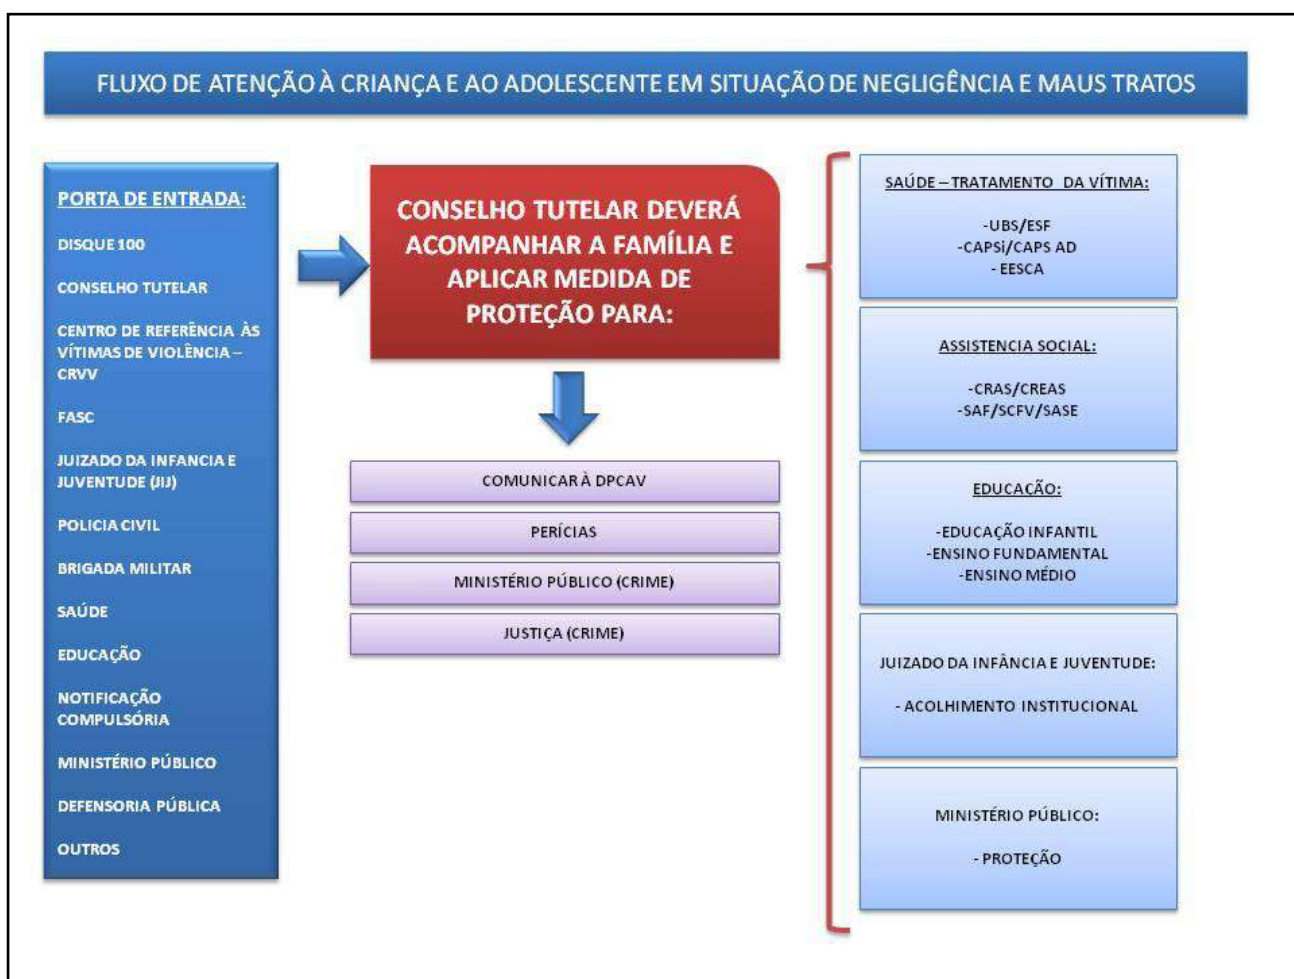 FLUXO DE ATENÇÃO À CRIANÇA E AO ADOLESCENTE EM SITUAÇÃO DE NEGLIGÊNCIA E MAUS TRATOS
PORTA DE ENTRADA:
DISQUE 100
CONSELHO TUTELAR
CENTRO DE REFERÊNCIA ÀS
VÍTIMAS DE VIOLÊNCIA –
CRVV
FASC
JUIZADO DA INFANCIA E
JUVENTUDE (JIJ)
POLICIA CIVIL
BRIGADA MILITAR
SAÚDE
EDUCAÇÃO
NOTIFICAÇÃO
COMPULSÓRIA
MINISTÉRIO PÚBLICO
DEFENSORIA PÚBLICA
OUTROS
CONSELHO TUTELAR DEVERÁ
ACOMPANHAR A FAMÍLIA E
APLICAR MEDIDA DE
PROTEÇÃO PARA:
COMUNICAR À DPCAV
PERÍCIAS
MINISTÉRIO PÚBLICO (CRIME)
JUSTIÇA (CRIME)
SAÚDE – TRATAMENTO DA VÍTIMA:
-UBS/ESF
-CAPSi/CAPS AD
- EESCA
ASSISTENCIA SOCIAL:
-CRAS/CREAS
-SAF/SCFV/SASE
EDUCAÇÃO:
-EDUCAÇÃO INFANTIL
-ENSINO FUNDAMENTAL
-ENSINO MÉDIO
JUIZADO DA INFÂNCIA E JUVENTUDE:
- ACOLHIMENTO INSTITUCIONAL
MINISTÉRIO PÚBLICO:
- PROTEÇÃO